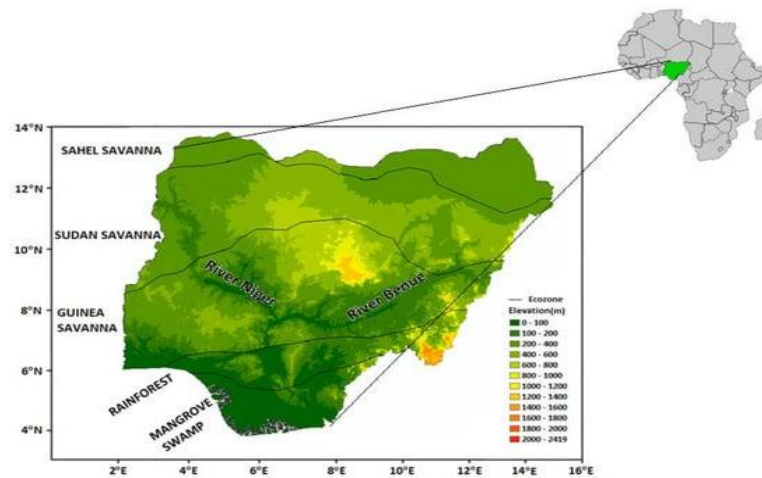 14°N
SAHEL SAVANNA
12°N
SUDAN SAVANNA
10°N
River Niger
River Benue
8°N
GUINEA
SAVANNA
Ecozone
Elevation(m)
0 - 100
100 - 200
200 - 400
400 - 600
600 - 800
800 - 1000
1000 - 1200
1200 - 1400
1400 - 1600
1600 - 1800
1800 - 2000
2000 - 2419
6°N
RAINFOREST
MANGROVE
SWAMP
4°N
2°E
4°E
6°E
8°E
10°E
12°E
14°E
16°E